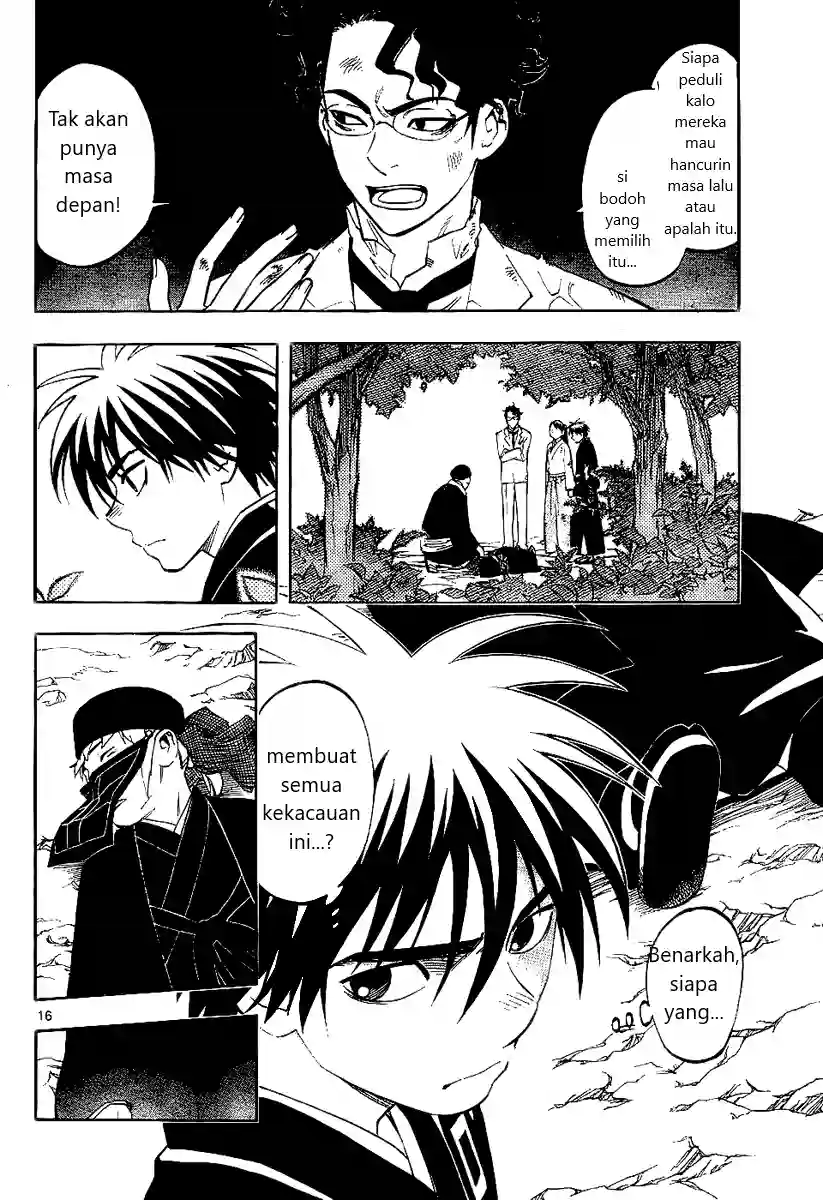 Siapa
peduli
kalo
mereka
mau
hancurin
masa lalu
atau
apalah itu.
si
bodoh
yang
memilih
itu...
Tak akan
punya
masa
depan!
Benarkah,
siapa
yang...
membuat
semua
kekacauan
ini...?
16